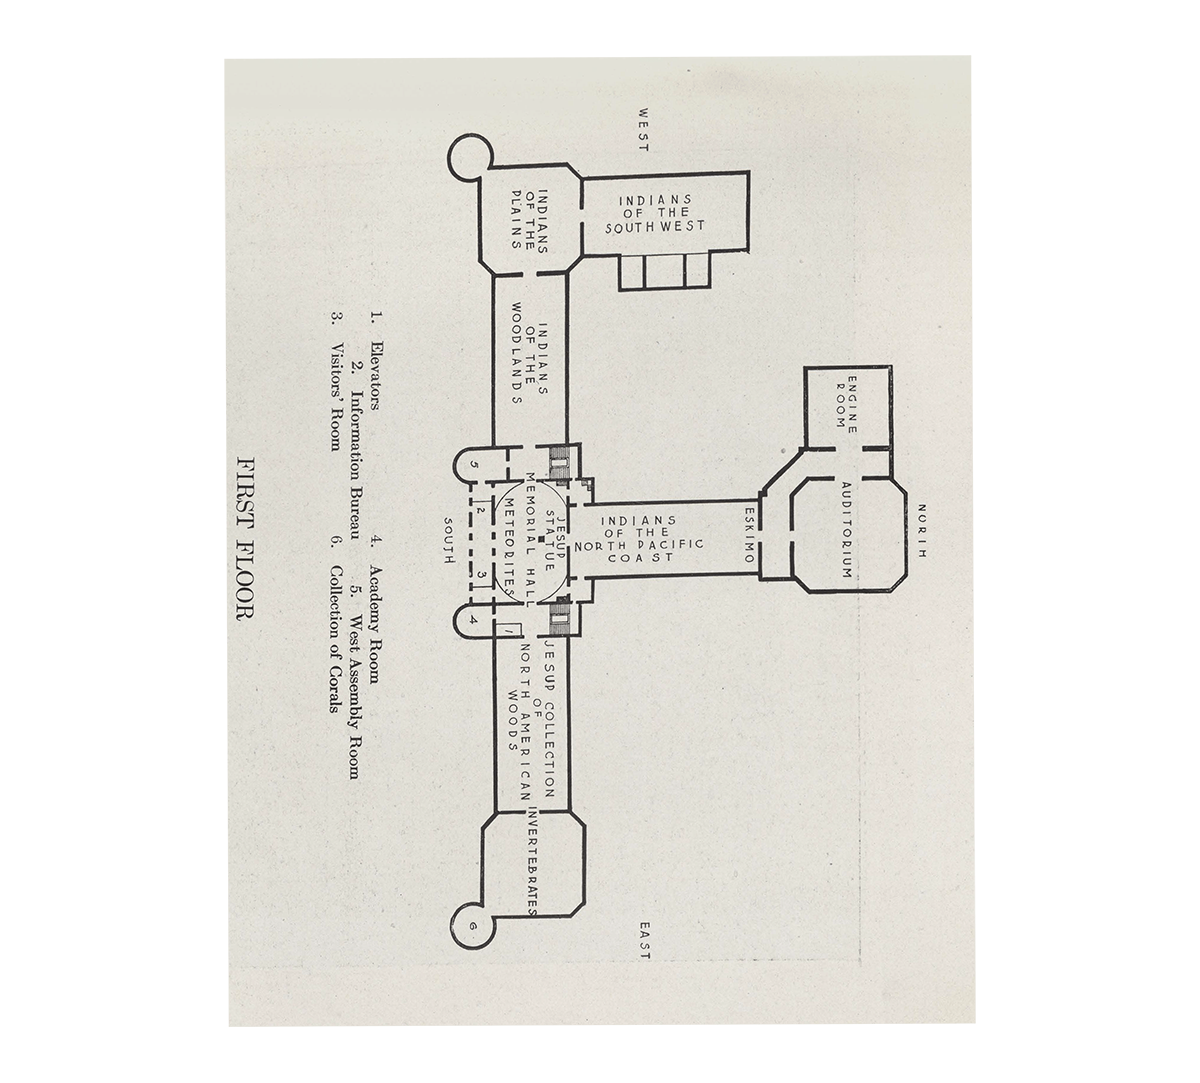 NORTH
WEST
ENGINE
ROOM
AUDITORIUM
INDIANS
OF THE
SOUTHWEST
ESKIMO
INDIANS
OF THE
NORTH PACIFIC
COAST
EAST
INDIANS
OF THE
PLAINS
INDIANS
OF THE
WOODLANDS
JESUP
STATUE
MEMORIAL HALL
METEORITES
JESUP COLLECTION
OF
NORTH AMERICAN
WOODS
INVERTEBRATES
1
5
2
3
4
6
SOUTH
1. Elevators 4. Academy Room
2. Information Bureau 5. West Assembly Room
3. Visitors' Room 6. Collection of Corals
FIRST FLOOR